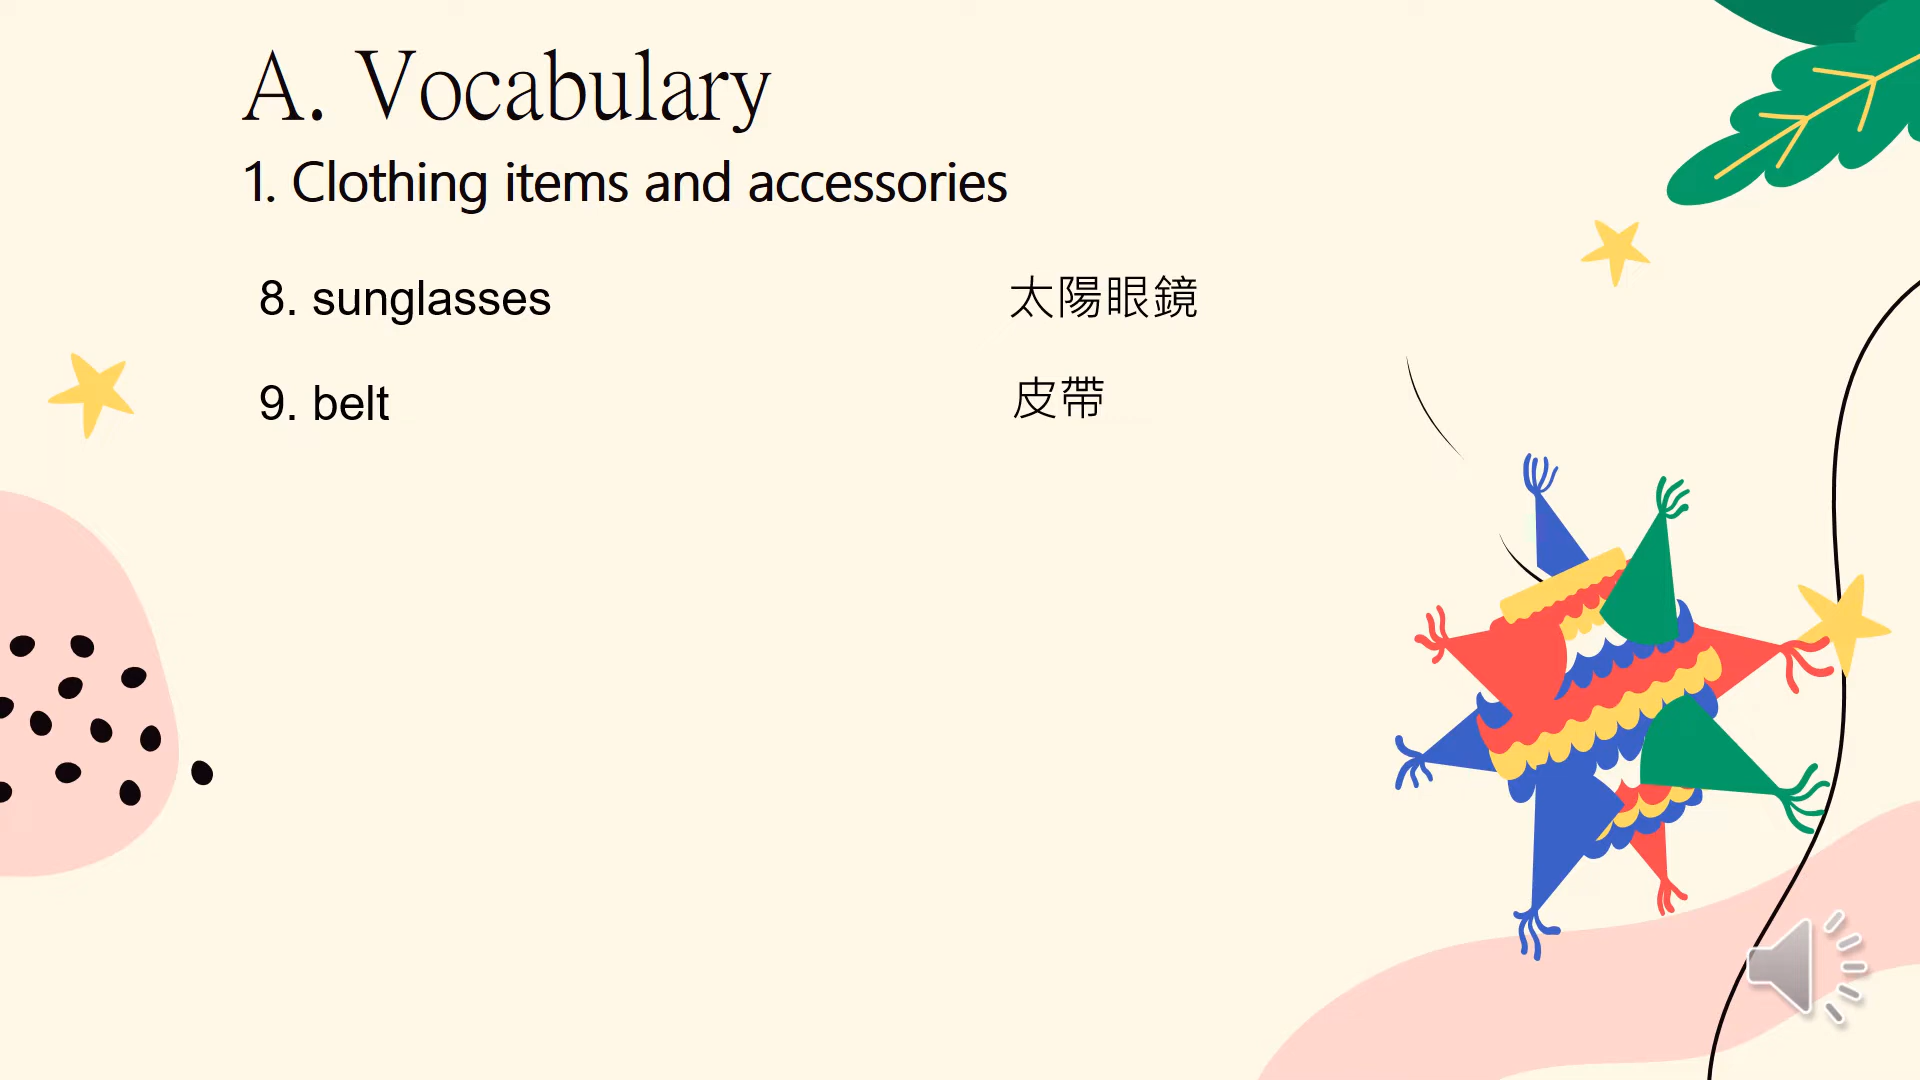 A. Vocabulary
1. Clothing items and accessories
8. sunglasses 太陽眼鏡
9. belt 皮帶